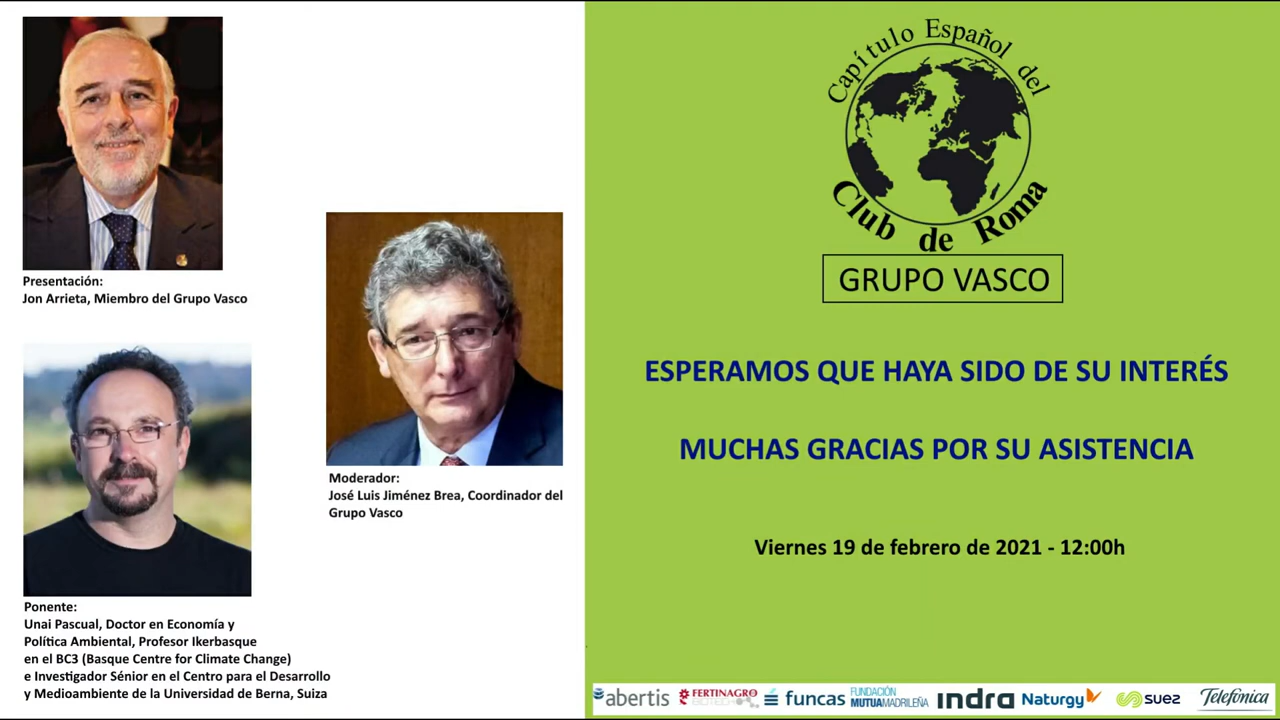 Presentación:
Jon Arrieta, Miembro del Grupo Vasco
Moderador:
José Luis Jiménez Brea, Coordinador del
Grupo Vasco
Ponente:
Unai Pascual, Doctor en Economía y
Política Ambiental, Profesor Ikerbasque
en el BC3 (Basque Centre for Climate Change)
e Investigador Sénior en el Centro para el Desarrollo
y Medioambiente de la Universidad de Berna, Suiza
Capítulo Español del
Club de Roma
GRUPO VASCO
ESPERAMOS QUE HAYA SIDO DE SU INTERÉS
MUCHAS GRACIAS POR SU ASISTENCIA
Viernes 19 de febrero de 2021 - 12:00h
abertis
FERTINAGRO
BIOTECH
funcas
FUNDACIÓN
MUTUAMADRILEÑA
indra
Naturgy
suez
Telefónica